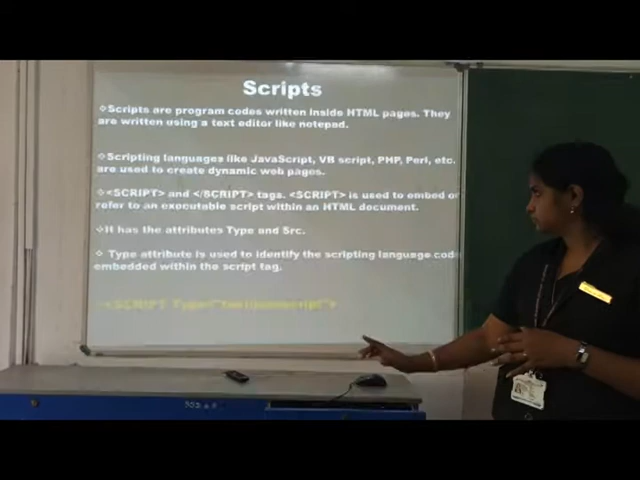 Scripts
❖Scripts are program codes written inside HTML pages. They
are written using a text editor like notepad.
❖Scripting languages like JavaScript, VB script, PHP, Perl, etc.
are used to create dynamic web pages.
❖<SCRIPT> and </SCRIPT> tags. <SCRIPT> is used to embed or
refer to an executable script within an HTML document.
❖It has the attributes Type and Src.
❖ Type attribute is used to identify the scripting language code
embedded within the script tag.
<SCRIPT Type="text/javascript">